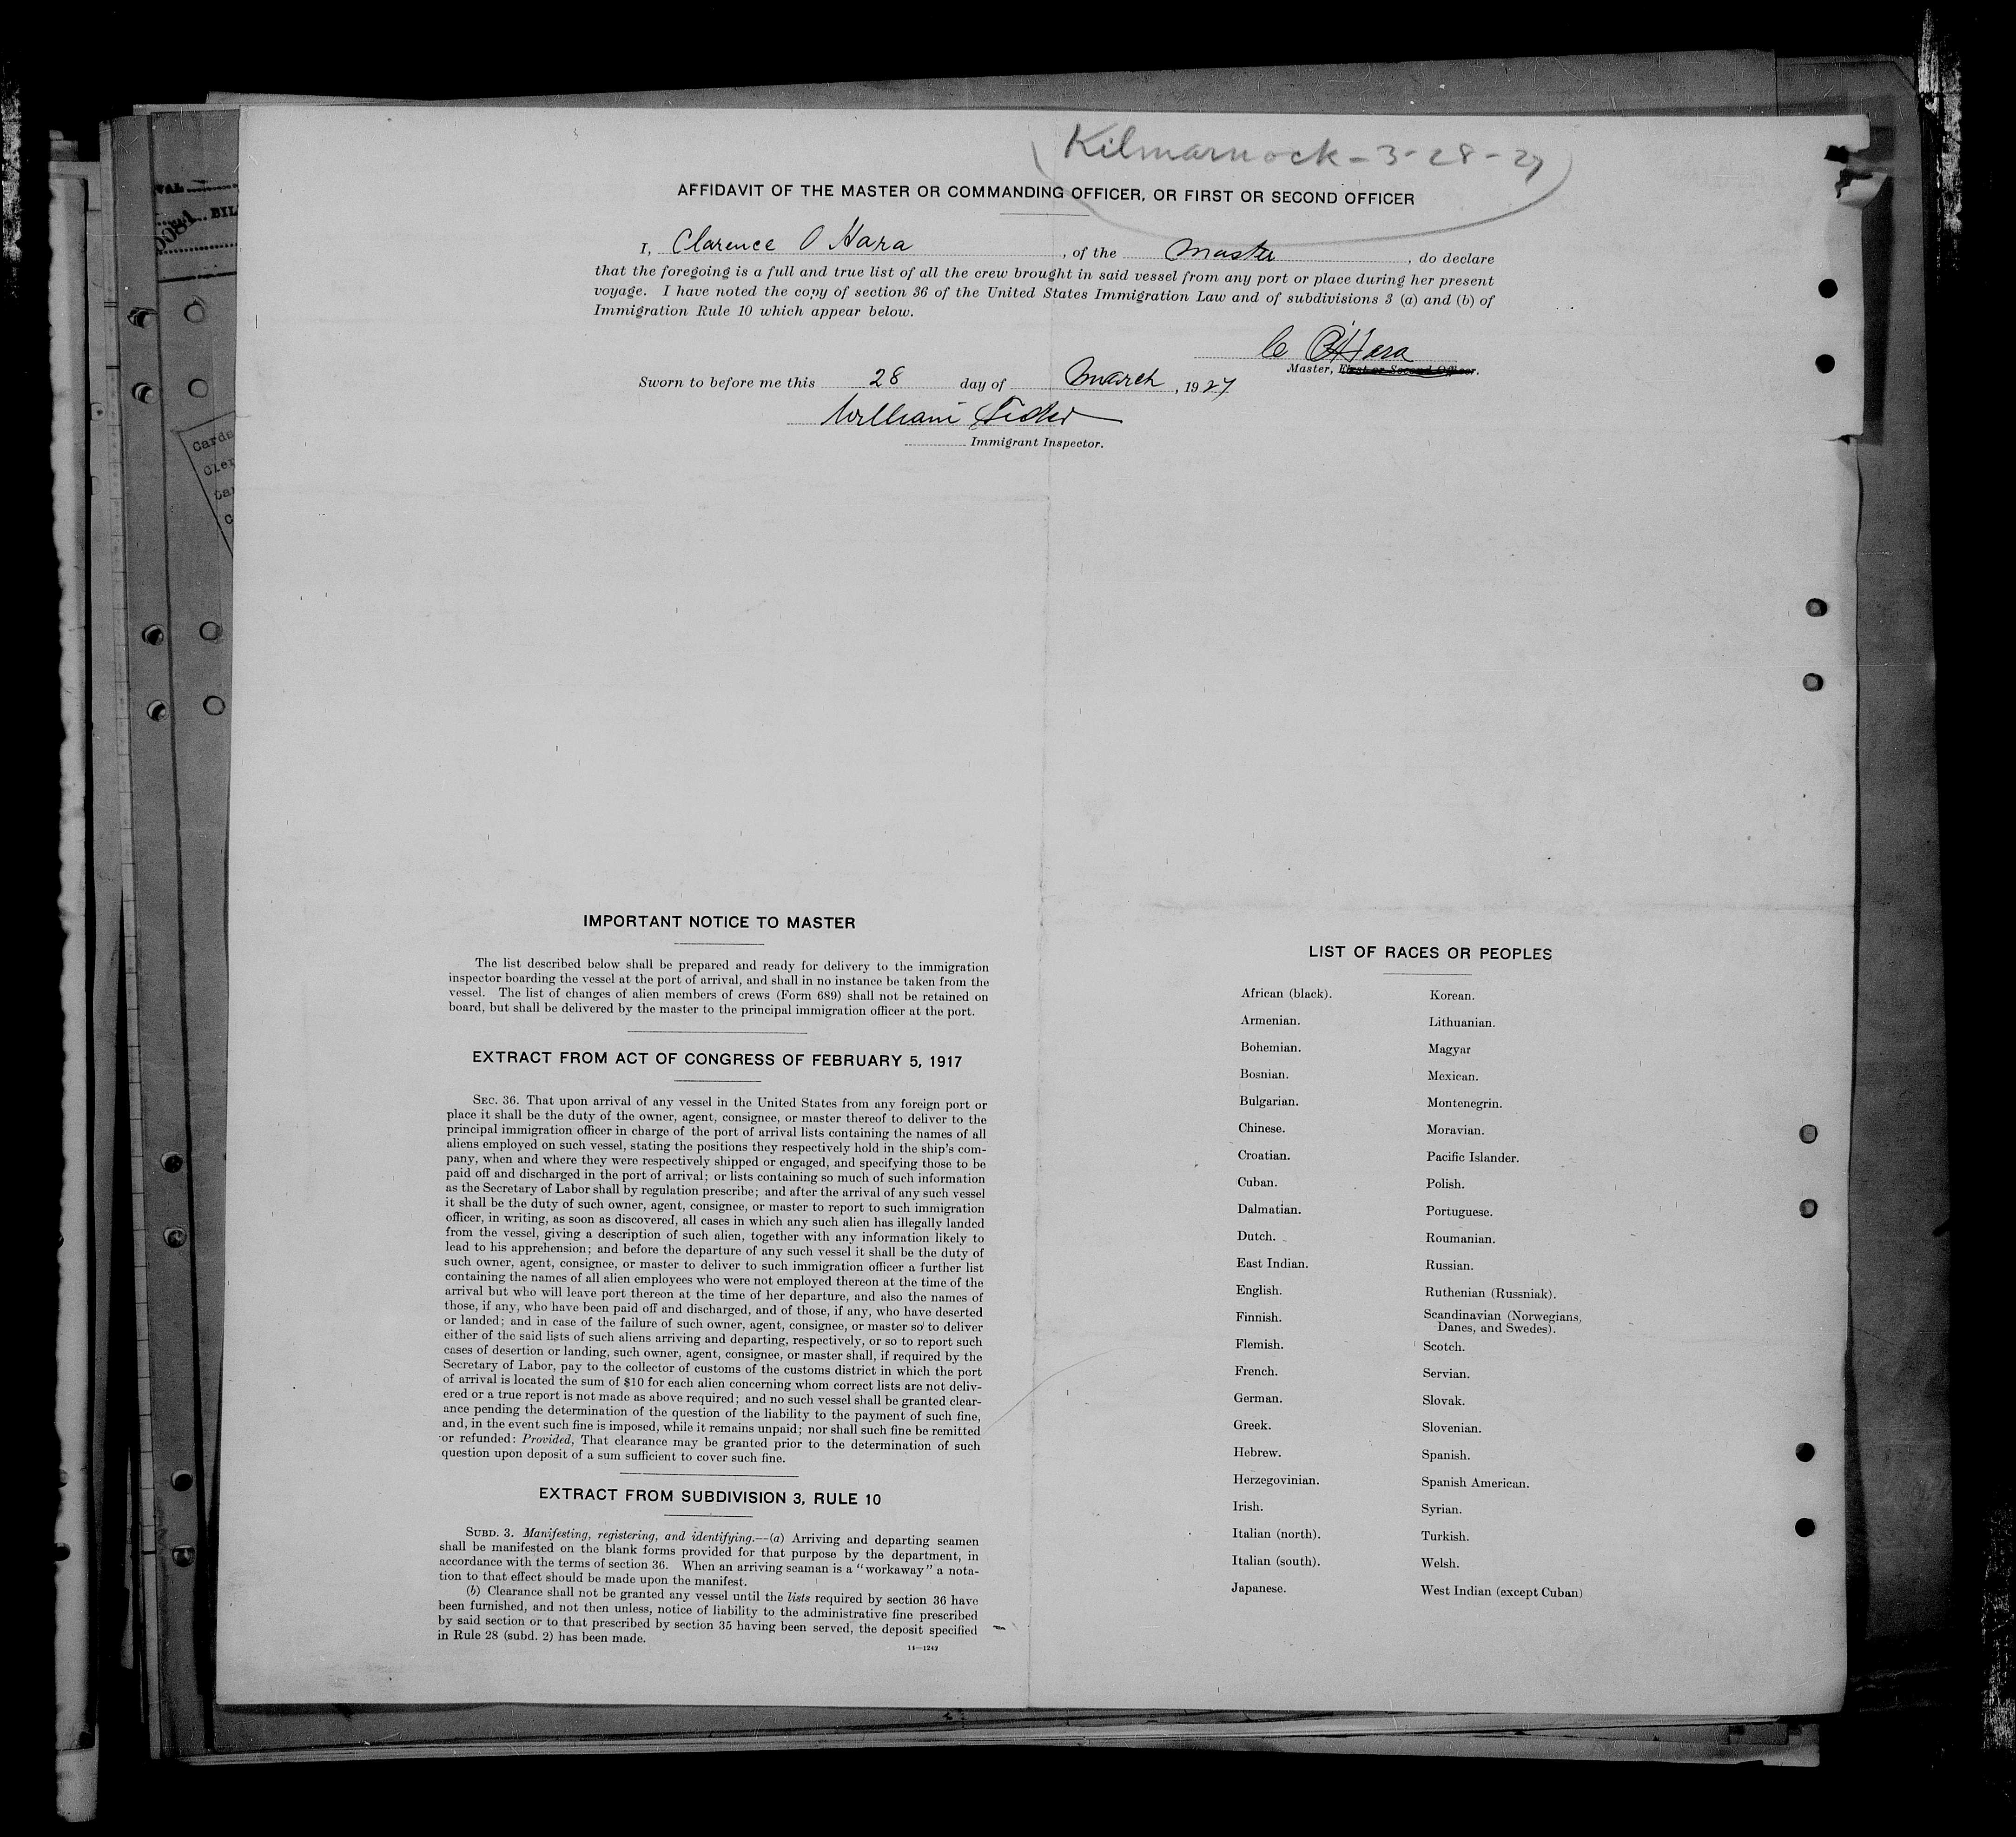 Kilmarnock - 3-28-27
AFFIDAVIT OF THE MASTER OR COMMANDING OFFICER, OR FIRST OR SECOND OFFICER
I, Clarence O Hara, of the Master, do declare
that the foregoing is a full and true list of all the crew brought in said vessel from any port or place during her present
voyage. I have noted the copy of section 36 of the United States Immigration Law and of subdivisions 3 (a) and (b) of
Immigration Rule 10 which appear below.
C O'Hara
Master, First or Second Officer.
Sworn to before me this 28 day of March, 1927
William
Immigrant Inspector.
VAL
0081 BIL
Carde
Cler
Car
C
IMPORTANT NOTICE TO MASTER
The list described below shall be prepared and ready for delivery to the immigration
inspector boarding the vessel at the port of arrival, and shall in no instance be taken from the
vessel. The list of changes of alien members of crews (Form 689) shall not be retained on
board, but shall be delivered by the master to the principal immigration officer at the port.
EXTRACT FROM ACT OF CONGRESS OF FEBRUARY 5, 1917
SEC. 36. That upon arrival of any vessel in the United States from any foreign port or
place it shall be the duty of the owner, agent, consignee, or master thereof to deliver to the
principal immigration officer in charge of the port of arrival lists containing the names of all
aliens employed on such vessel, stating the positions they respectively hold in the ship's com-
pany, when and where they were respectively shipped or engaged, and specifying those to be
paid off and discharged in the port of arrival; or lists containing so much of such information
as the Secretary of Labor shall by regulation prescribe; and after the arrival of any such vessel
it shall be the duty of such owner, agent, consignee, or master to report to such immigration
officer, in writing, as soon as discovered, all cases in which any such alien has illegally landed
from the vessel, giving a description of such alien, together with any information likely to
lead to his apprehension; and before the departure of any such vessel it shall be the duty of
such owner, agent, consignee, or master to deliver to such immigration officer a further list
containing the names of all alien employees who were not employed thereon at the time of the
arrival but who will leave port thereon at the time of her departure, and also the names of
those, if any, who have been paid off and discharged, and of those, if any, who have deserted
or landed; and in case of the failure of such owner, agent, consignee, or master so to deliver
either of the said lists of such aliens arriving and departing, respectively, or so to report such
cases of desertion or landing, such owner, agent, consignee, or master shall, if required by the
Secretary of Labor, pay to the collector of customs of the customs district in which the port
of arrival is located the sum of $10 for each alien concerning whom correct lists are not deliv-
ered or a true report is not made as above required; and no such vessel shall be granted clear-
ance pending the determination of the question of the liability to the payment of such fine,
and, in the event such fine is imposed, while it remains unpaid; nor shall such fine be remitted
or refunded: Provided, That clearance may be granted prior to the determination of such
question upon deposit of a sum sufficient to cover such fine.
EXTRACT FROM SUBDIVISION 3, RULE 10
SUBD. 3. Manifesting, registering, and identifying.—(a) Arriving and departing seamen
shall be manifested on the blank forms provided for that purpose by the department, in
accordance with the terms of section 36. When an arriving seaman is a "workaway" a nota-
tion to that effect should be made upon the manifest.
(b) Clearance shall not be granted any vessel until the lists required by section 36 have
been furnished, and not then unless, notice of liability to the administrative fine prescribed
by said section or to that prescribed by section 35 having been served, the deposit specified
in Rule 28 (subd. 2) has been made.
14—1242
LIST OF RACES OR PEOPLES
African (black).
Armenian.
Bohemian.
Bosnian.
Bulgarian.
Chinese.
Croatian.
Cuban.
Dalmatian.
Dutch.
East Indian.
English.
Finnish.
Flemish.
French.
German.
Greek.
Hebrew.
Herzegovinian.
Irish.
Italian (north).
Italian (south).
Japanese.
Korean.
Lithuanian.
Magyar
Mexican.
Montenegrin.
Moravian.
Pacific Islander.
Polish.
Portuguese.
Roumanian.
Russian.
Ruthenian (Russniak).
Scandinavian (Norwegians,
Danes, and Swedes).
Scotch.
Servian.
Slovak.
Slovenian.
Spanish.
Spanish American.
Syrian.
Turkish.
Welsh.
West Indian (except Cuban)